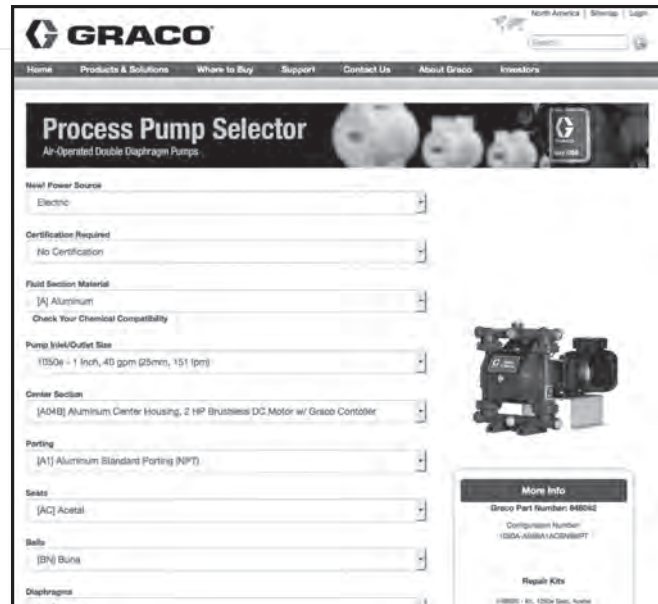 North America | Sitemap | Login
GRACO
Search
Home Products & Solutions Where to Buy Support Contact Us About Graco Investors
Process Pump Selector
Air-Operated Double Diaphragm Pumps
New! Power Source
Electric
Certification Required
No Certification
Fluid Section Material
[A] Aluminum
Check Your Chemical Compatibility
Pump Inlet/Outlet Size
1050e - 1 Inch, 40 gpm (25mm, 151 lpm)
Center Section
[A04B] Aluminum Center Housing, 2 HP Brushless DC Motor w/ Graco Contoller
Porting
[A1] Aluminum Standard Porting (NPT)
Seats
[AC] Acetal
Balls
[BN] Buna
Diaphragms
More Info
Graco Part Number:
Configuration Number
Repair Kits